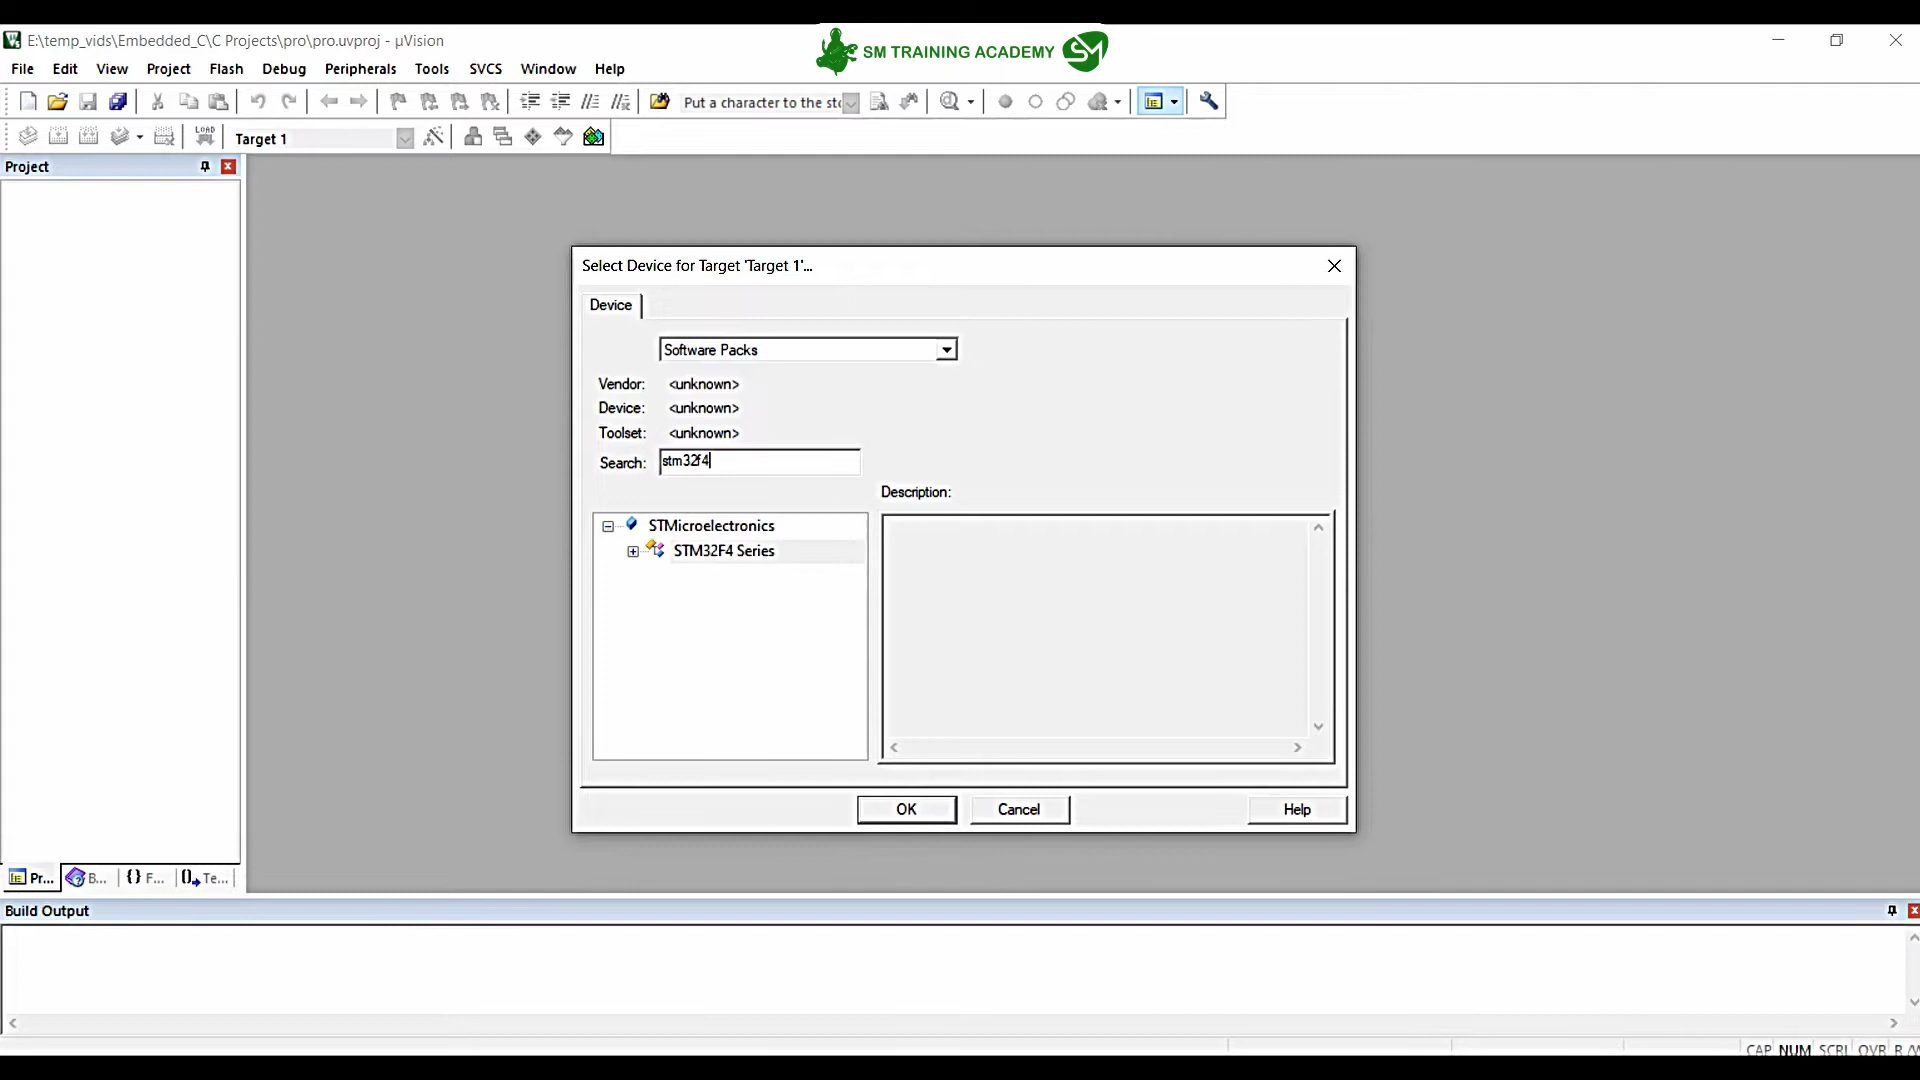 E:\temp_vids\Embedded_C\C Projects\pro\pro.uvproj - µVision
SM TRAINING ACADEMY SM
File Edit View Project Flash Debug Peripherals Tools SVCS Window Help
Put a character to the stc
LOAD Target 1
Project
Select Device for Target 'Target 1'...
Device
Software Packs
Vendor: <unknown>
Device: <unknown>
Toolset: <unknown>
Search: stm32f4
Description:
STMicroelectronics
STM32F4 Series
OK Cancel Help
Pr... B... {} F... Te...
Build Output
CAP NUM SCRL OVR R /W